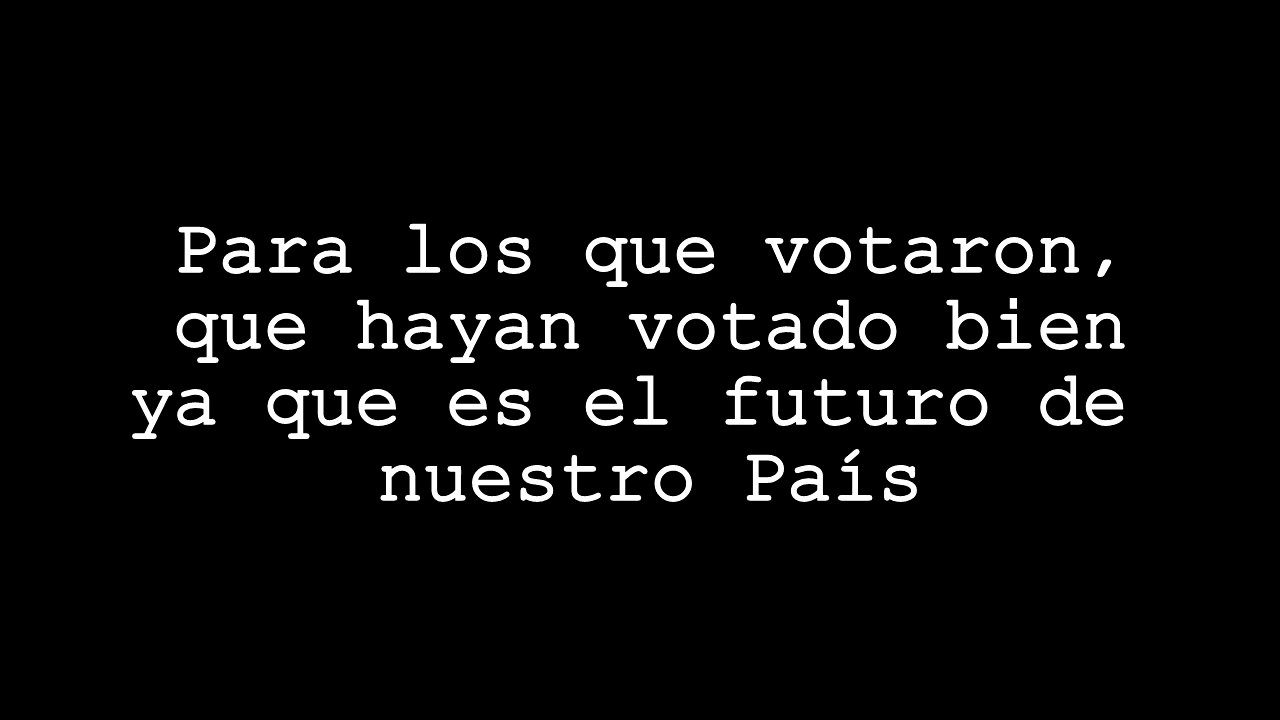 Para los que votaron,
que hayan votado bien
ya que es el futuro de
nuestro País